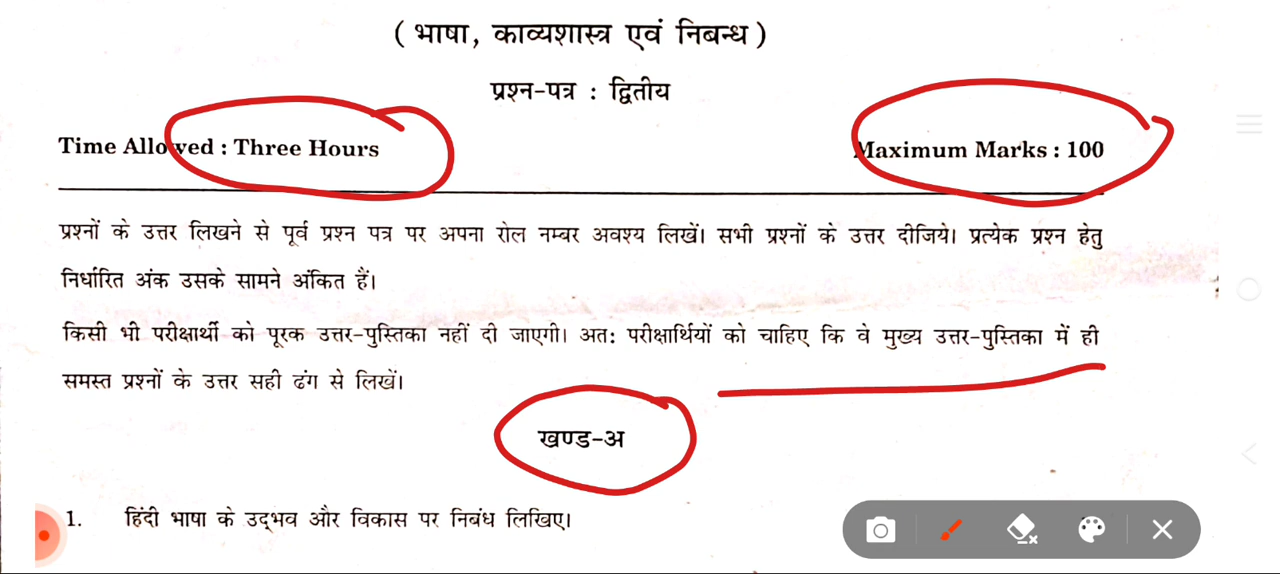 ( भाषा, काव्यशास्त्र एवं निबन्ध )
प्रश्न-पत्र : द्वितीय
Time Allowed : Three Hours Maximum Marks : 100
प्रश्नों के उत्तर लिखने से पूर्व प्रश्न पत्र पर अपना रोल नम्बर अवश्य लिखें। सभी प्रश्नों के उत्तर दीजिये। प्रत्येक प्रश्न हेतु
निर्धारित अंक उसके सामने अंकित हैं।
किसी भी परीक्षार्थी को पूरक उत्तर-पुस्तिका नहीं दी जाएगी। अतः परीक्षार्थियों को चाहिए कि वे मुख्य उत्तर-पुस्तिका में ही
समस्त प्रश्नों के उत्तर सही ढंग से लिखें।
खण्ड-अ
1. हिंदी भाषा के उद्भव और विकास पर निबंध लिखिए।